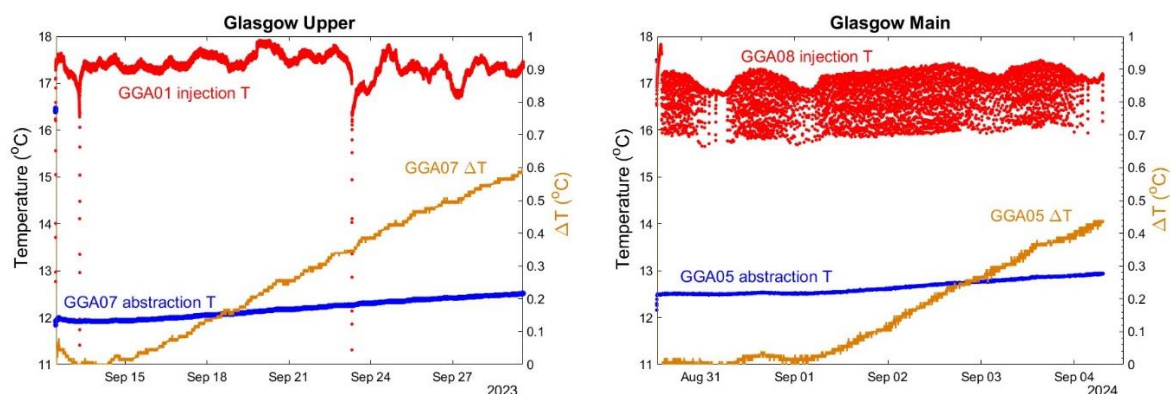 Glasgow Upper
18
17
16
15
14
13
12
11
Temperature (°C)
GGA01 injection T
GGA07 ΔT
GGA07 abstraction T
1
0.9
0.8
0.7
0.6
0.5
0.4
0.3
0.2
0.1
0
ΔT (°C)
Sep 15 Sep 18 Sep 21 Sep 24 Sep 27
2023
Glasgow Main
18
17
16
15
14
13
12
11
Temperature (°C)
GGA08 injection T
GGA05 ΔT
GGA05 abstraction T
1
0.9
0.8
0.7
0.6
0.5
0.4
0.3
0.2
0.1
0
ΔT (°C)
Aug 31 Sep 01 Sep 02 Sep 03 Sep 04
2024